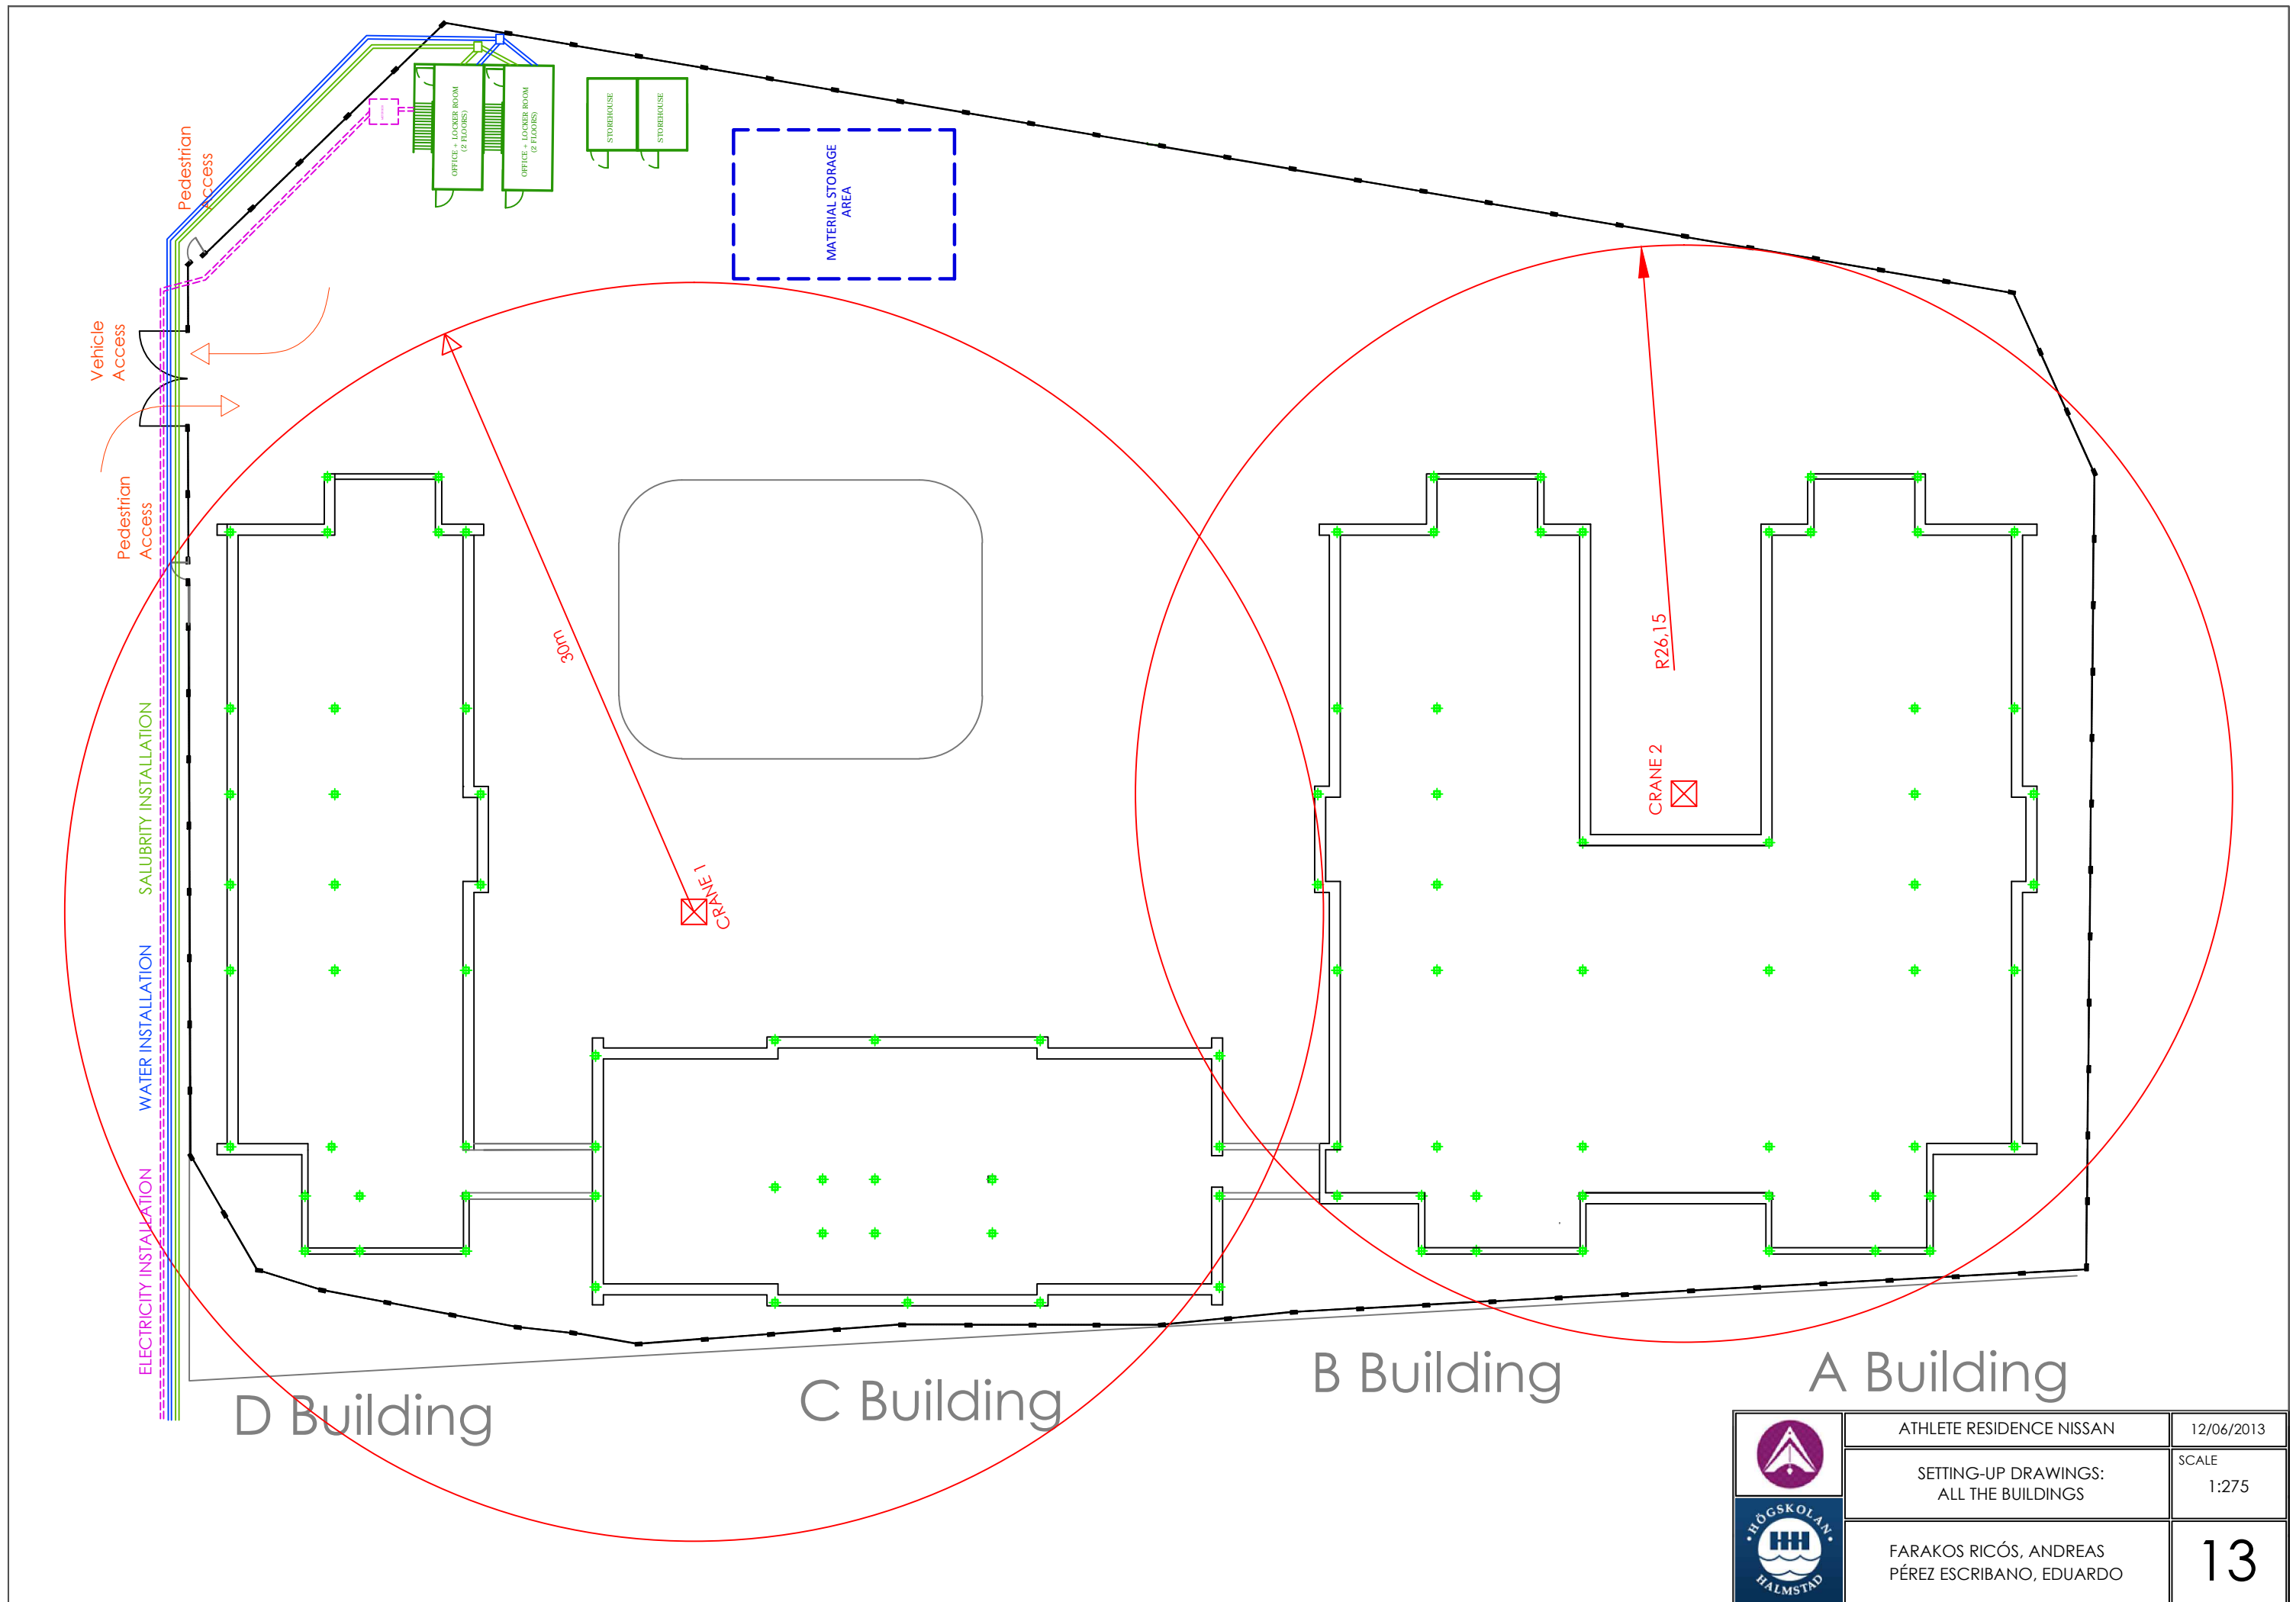 Pedestrian
Access
OFFICE + LOCKER ROOM
(2 FLOORS)
OFFICE + LOCKER ROOM
(2 FLOORS)
STOREHOUSE
STOREHOUSE
MATERIAL STORAGE
AREA
Vehicle
Access
Pedestrian
Access
30m
R26,15
CRANE 1
CRANE 2
SALUBRITY INSTALLATION
WATER INSTALLATION
ELECTRICITY INSTALLATION
D Building
C Building
B Building
A Building
ATHLETE RESIDENCE NISSAN
12/06/2013
SETTING-UP DRAWINGS:
ALL THE BUILDINGS
SCALE
1:275
HÖGSKOLAN
HALMSTAD
FARAKOS RICÓS, ANDREAS
PÉREZ ESCRIBANO, EDUARDO
13